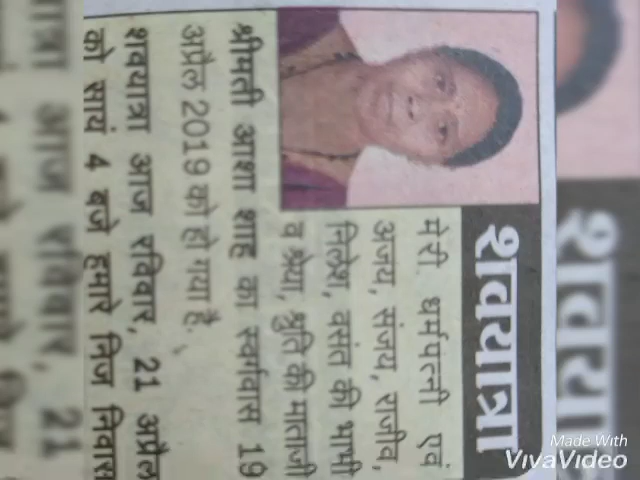 शवयात्रा
मेरी धर्मपत्नी एवं
अजय, संजय, राजीव,
निलेश, वसंत की भाभी
व श्रेया, श्रुति की माताजी
श्रीमती आशा शाह का स्वर्गवास 19
अप्रैल 2019 को हो गया है.
शवयात्रा आज रविवार, 21 अप्रैल
को सायं 4 बजे हमारे निज निवास
Made With
VivaVideo